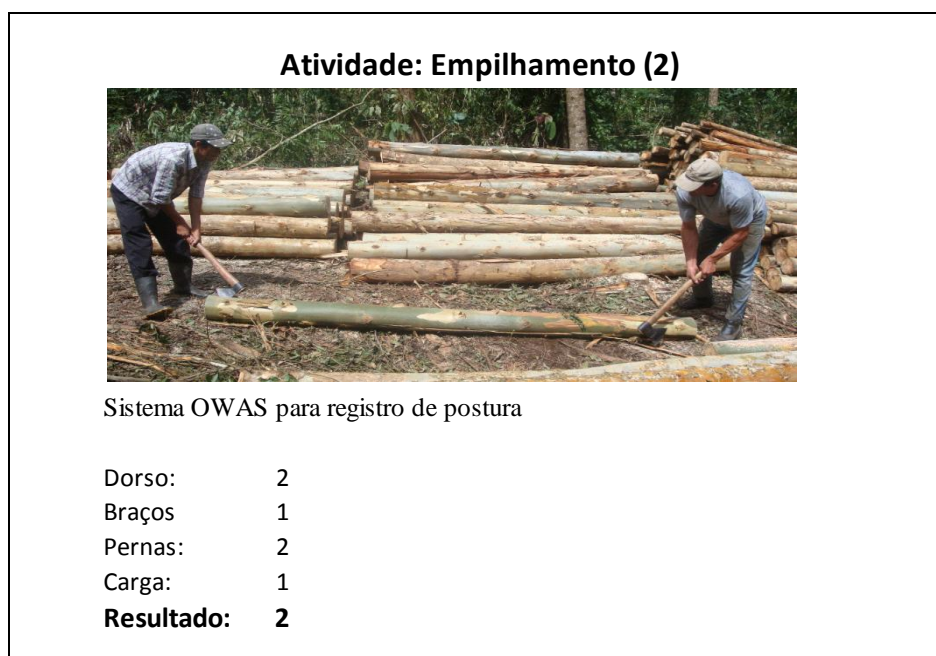 Atividade: Empilhamento (2)
Sistema OWAS para registro de postura
Dorso: 2
Braços 1
Pernas: 2
Carga: 1
Resultado: 2